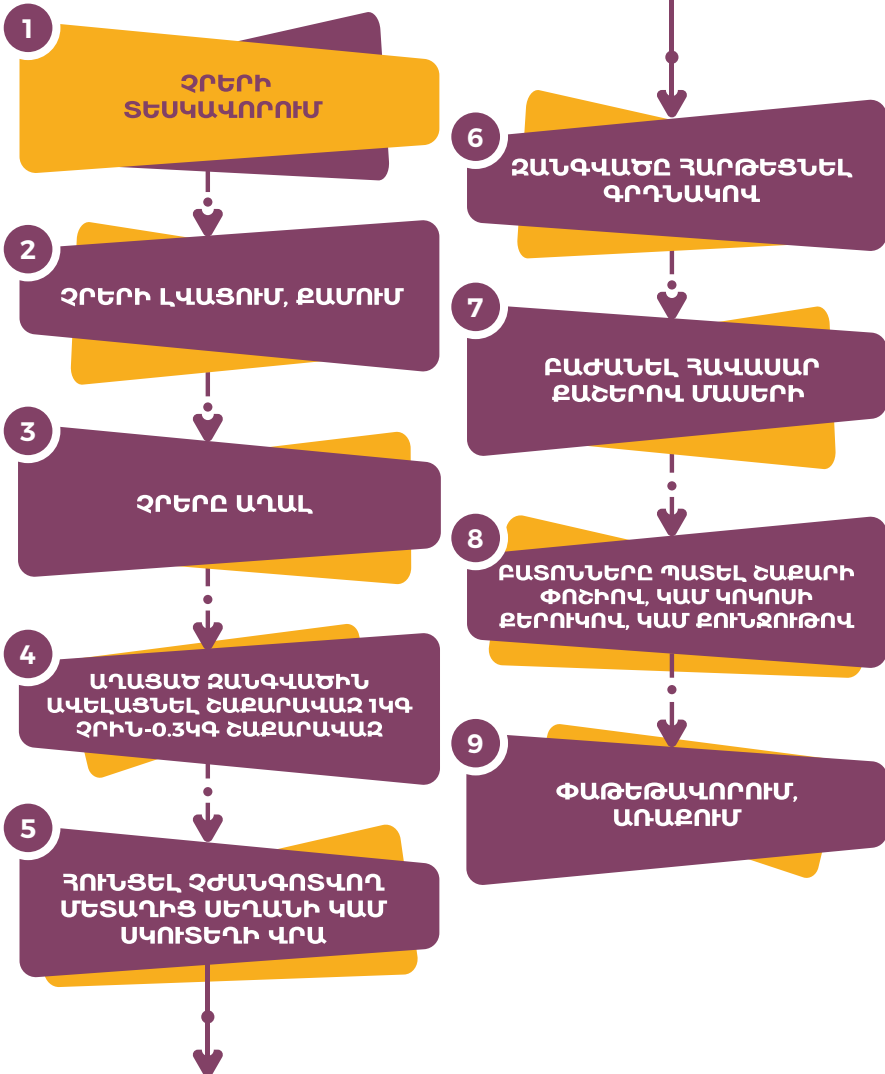 1
ՉՐԵՐԻ
ՏԵՍԿԱՎՈՐՈՒՄ
2
ՉՐԵՐԻ ԼՎԱՑՈՒՄ, ՔԱՄՈՒՄ
3
ՉՐԵՐԸ ԱՂԱԼ
4
ԱՂԱՑԱԾ ԶԱՆԳՎԱԾԻՆ
ԱՎԵԼԱՑՆԵԼ ՇԱՔԱՐԱՎԱԶ 1ԿԳ
ՉՐԻՆ-0.3ԿԳ ՇԱՔԱՐԱՎԱԶ
5
ՀՈՒՆՑԵԼ ՉԺԱՆԳՈՏՎՈՂ
ՄԵՏԱՂԻՑ ՍԵՂԱՆԻ ԿԱՄ
ՍԿՈՒՏԵՂԻ ՎՐԱ
6
ԶԱՆԳՎԱԾԸ ՀԱՐԹԵՑՆԵԼ
ԳՐԴՆԱԿՈՎ
7
ԲԱԺԱՆԵԼ ՀԱՎԱՍԱՐ
ՔԱՇԵՐՈՎ ՄԱՍԵՐԻ
8
ԲԱՏՈՆՆԵՐԸ ՊԱՏԵԼ ՇԱՔԱՐԻ
ՓՈՇԻՈՎ, ԿԱՄ ԿՈԿՈՍԻ
ՔԵՐՈՒԿՈՎ, ԿԱՄ ՔՈՒՆՋՈՒԹՈՎ
9
ՓԱԹԵԹԱՎՈՐՈՒՄ,
ԱՌԱՔՈՒՄ